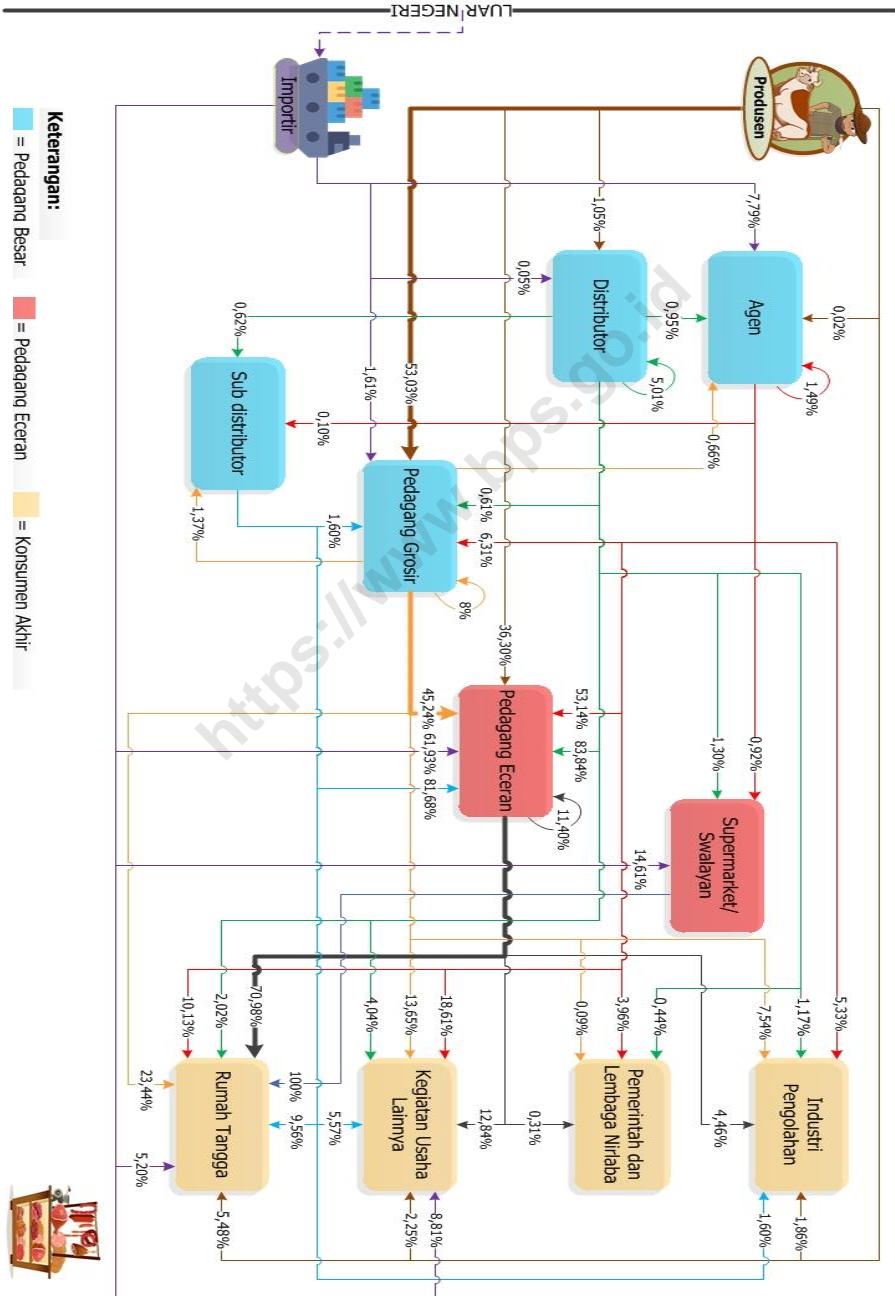 LUAR NEGERI
Produsen
Importir
7,79%
0,02%
1,05%
0,05%
Agen
1,49%
Distributor
0,95%
5,01%
0,62%
1,61%
53,03%
Sub distributor
0,10%
0,66%
Pedagang Grosir
0,61%
6,31%
1,60%
1,37%
8%
36,30%
Pedagang Eceran
45,24%
61,93%
81,68%
53,14%
83,84%
11,40%
1,30%
0,92%
Supermarket/
Swalayan
14,61%
10,13%
2,02%
70,98%
4,04%
13,65%
18,61%
0,09%
3,96%
0,44%
7,54%
1,17%
5,33%
Industri
Pengolahan
Pemerintah dan
Lembaga Nirlaba
Kegiatan Usaha
Lainnya
Rumah Tangga
4,46%
0,31%
12,84%
5,57%
9,56%
100%
23,44%
5,20%
5,48%
2,25%
8,81%
1,60%
1,86%
Keterangan:
= Pedagang Besar
= Pedagang Eceran
= Konsumen Akhir
https://www.bps.go.id